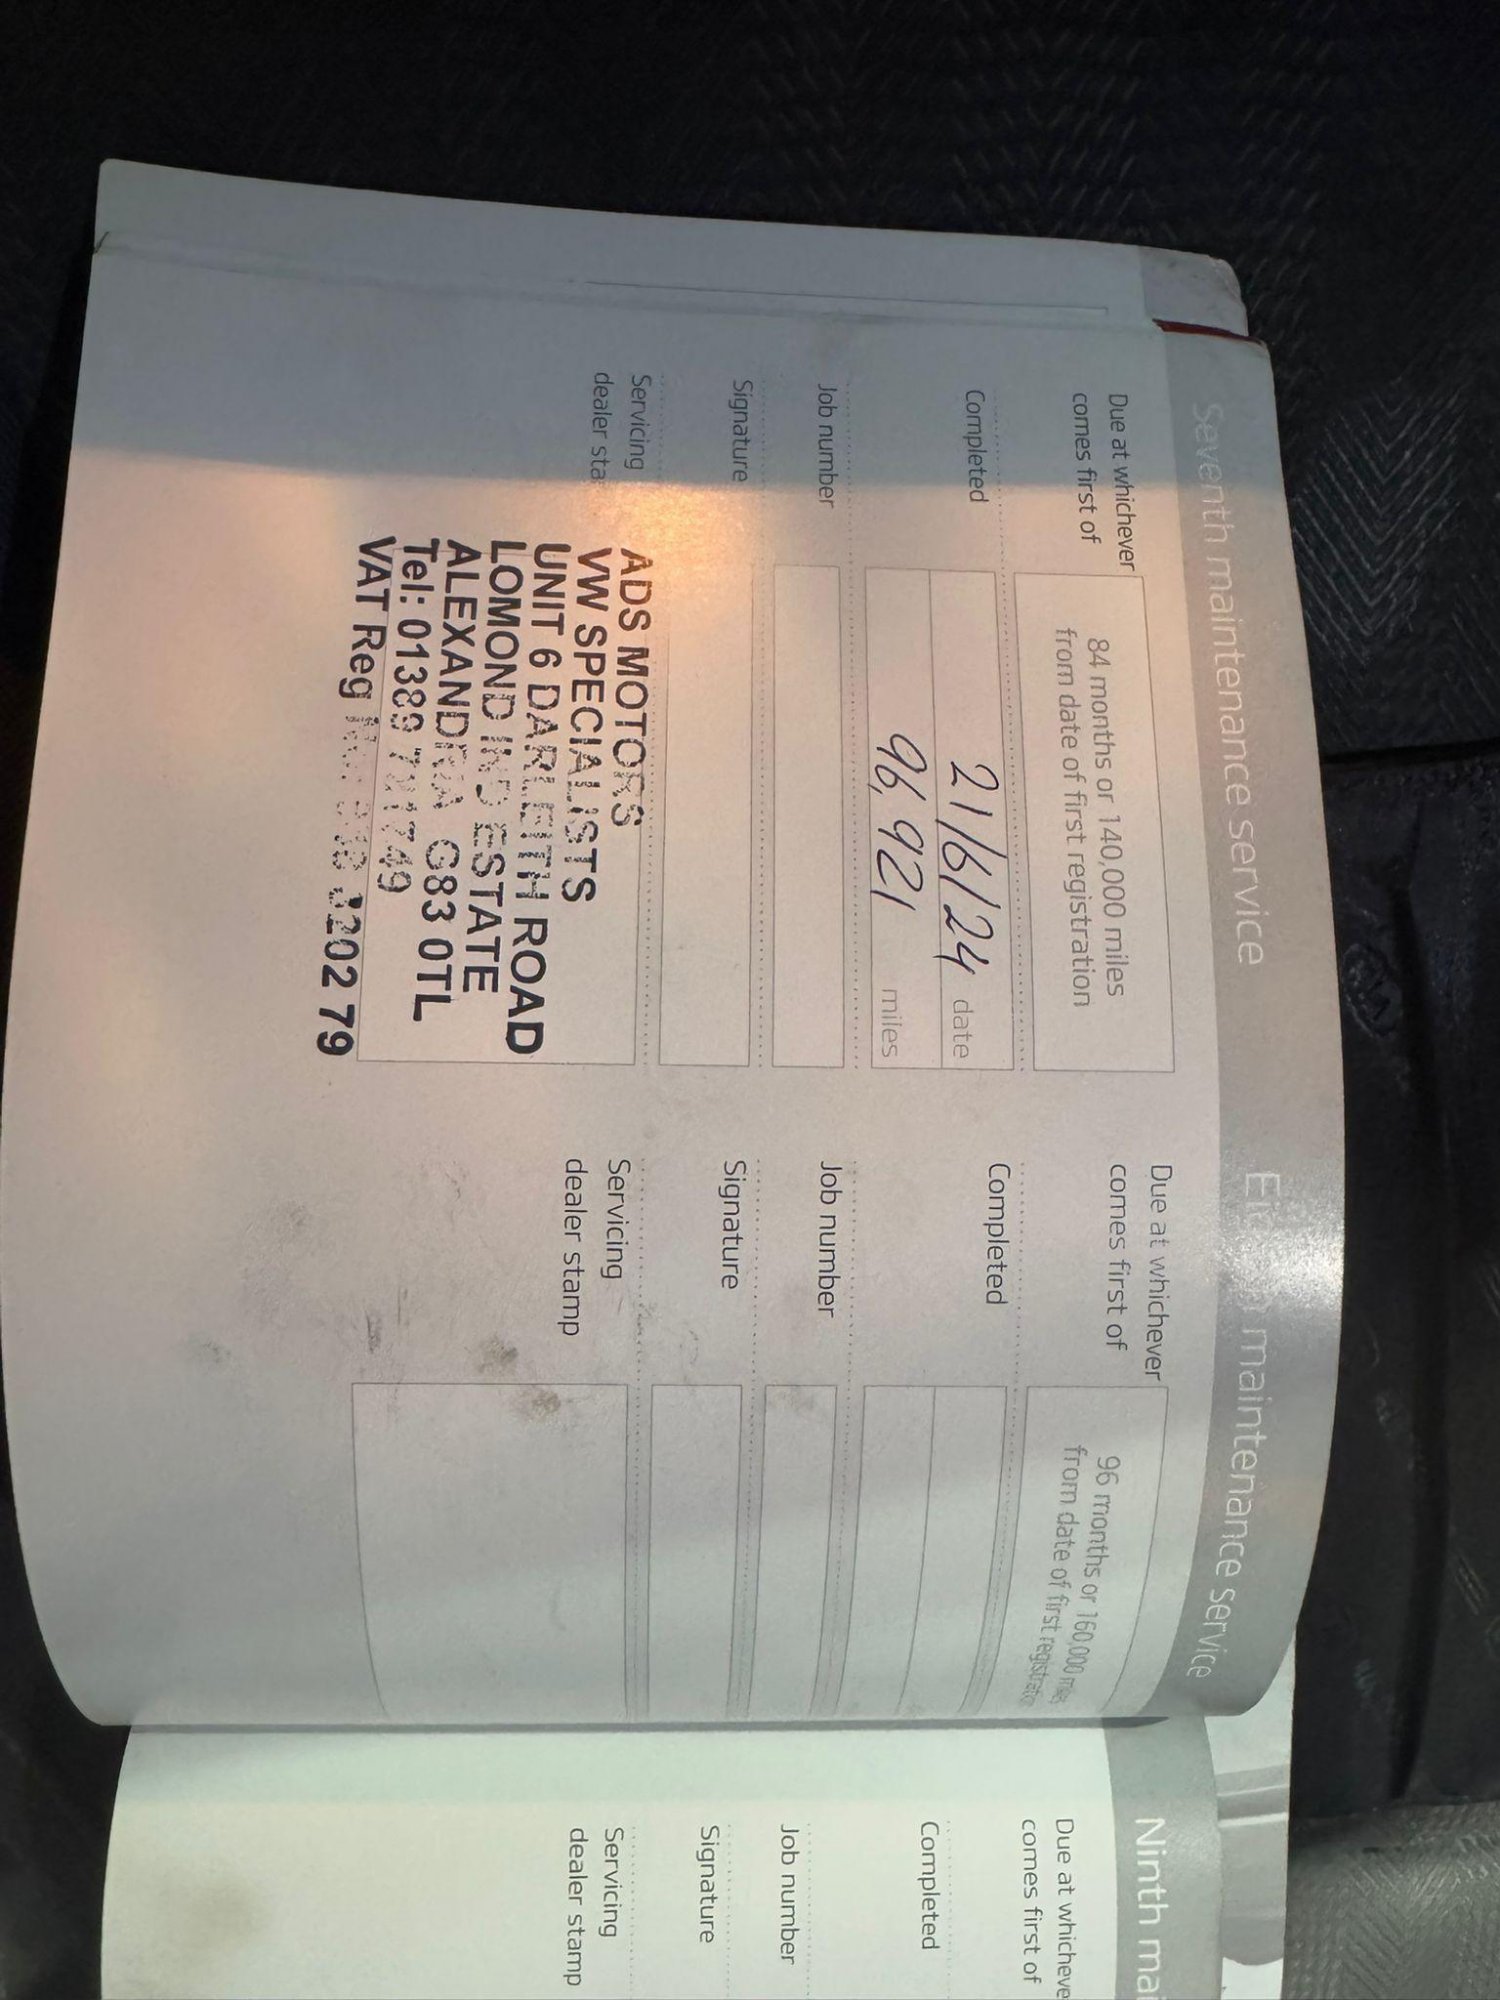 Seventh maintenance service
Due at whichever
comes first of
84 months or 140,000 miles
from date of first registration
Completed
21/6/24 date
96,921 miles
Job number
Signature
Servicing
dealer
ADS MOTORS
VW SPECIALISTS
UNIT 6 DARLEITH ROAD
LOMOND IND ESTATE
ALEXANDRIA G83 0TL
Tel: 01389
VAT Reg 202 79
maintenance service
Due at whichever
comes first of
96 months or 160,000 miles
from date of first
Completed
Job number
Signature
Servicing
dealer stamp
Ninth
Due at
comes first of
Completed
Job number
Signature
Servicing
dealer stamp